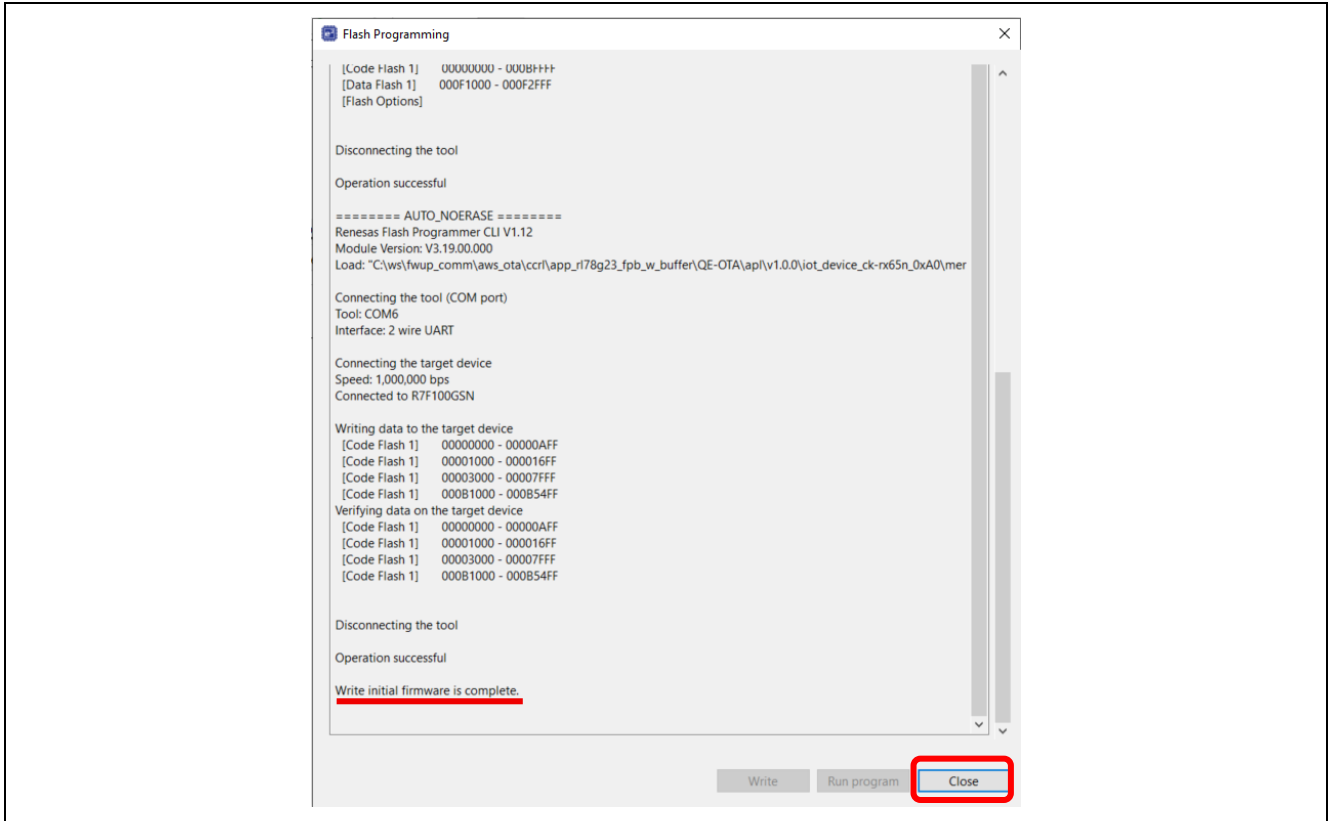 Flash Programming
[Code Flash 1] 00000000 - 000BFFFF
[Data Flash 1] 000F1000 - 000F2FFF
[Flash Options]
Disconnecting the tool
Operation successful
======== AUTO_NOERASE ========
Renesas Flash Programmer CLI V1.12
Module Version: V3.19.00.000
Load: "C:\ws\fwup_comm\aws_ota\ccrl\app_rl78g23_fpb_w_buffer\QE-OTA\apl\v1.0.0\iot_device_ck-rx65n_0xA0\mer
Connecting the tool (COM port)
Tool: COM6
Interface: 2 wire UART
Connecting the target device
Speed: 1,000,000 bps
Connected to R7F100GSN
Writing data to the target device
[Code Flash 1] 00000000 - 00000AFF
[Code Flash 1] 00001000 - 000016FF
[Code Flash 1] 00003000 - 00007FFF
[Code Flash 1] 000B1000 - 000B54FF
Verifying data on the target device
[Code Flash 1] 00000000 - 00000AFF
[Code Flash 1] 00001000 - 000016FF
[Code Flash 1] 00003000 - 00007FFF
[Code Flash 1] 000B1000 - 000B54FF
Disconnecting the tool
Operation successful
Write initial firmware is complete.
Write Run program Close